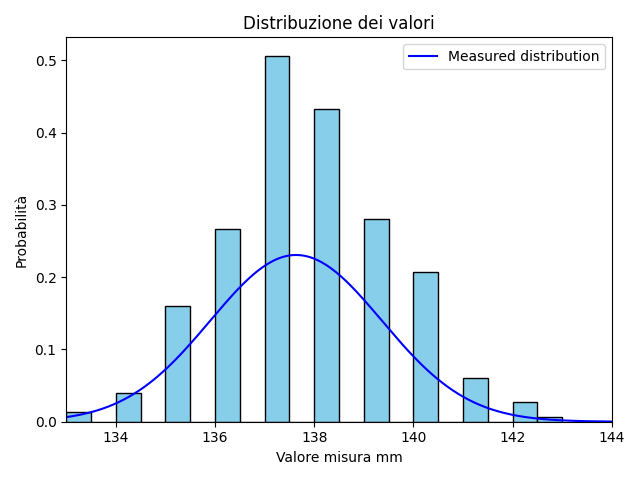 Distribuzione dei valori
Measured distribution
Probabilità
0.5
0.4
0.3
0.2
0.1
0.0
134 136 138 140 142 144
Valore misura mm